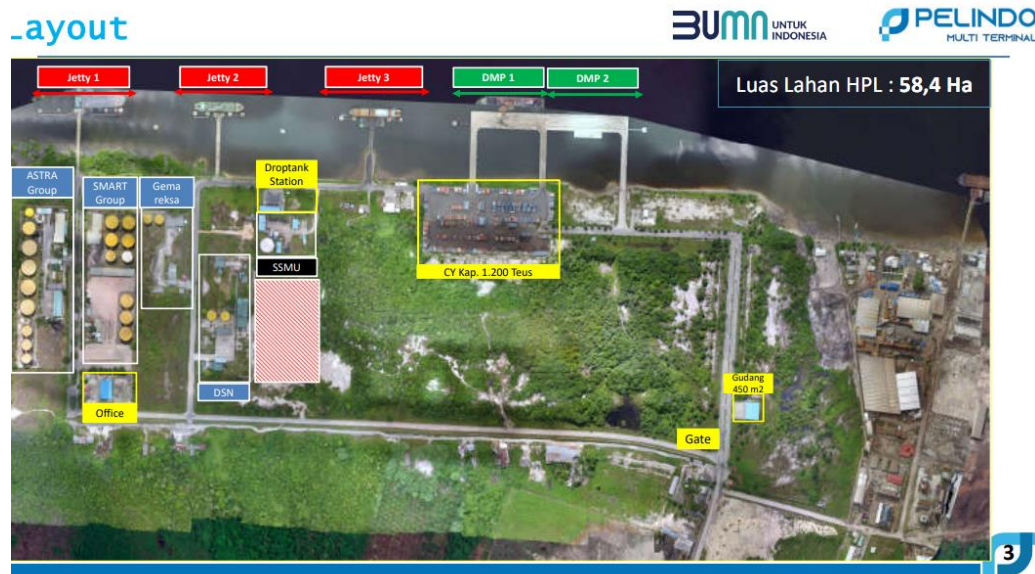 Layout
BUMN UNTUK
INDONESIA
PELINDO
MULTI TERMINAL
Jetty 1
Jetty 2
Jetty 3
DMP 1
DMP 2
Luas Lahan HPL : 58,4 Ha
ASTRA
Group
SMART
Group
Gema
reksa
Droptank
Station
SSMU
CY Kap. 1.200 Teus
DSN
Office
Gudang
450 m2
Gate
3